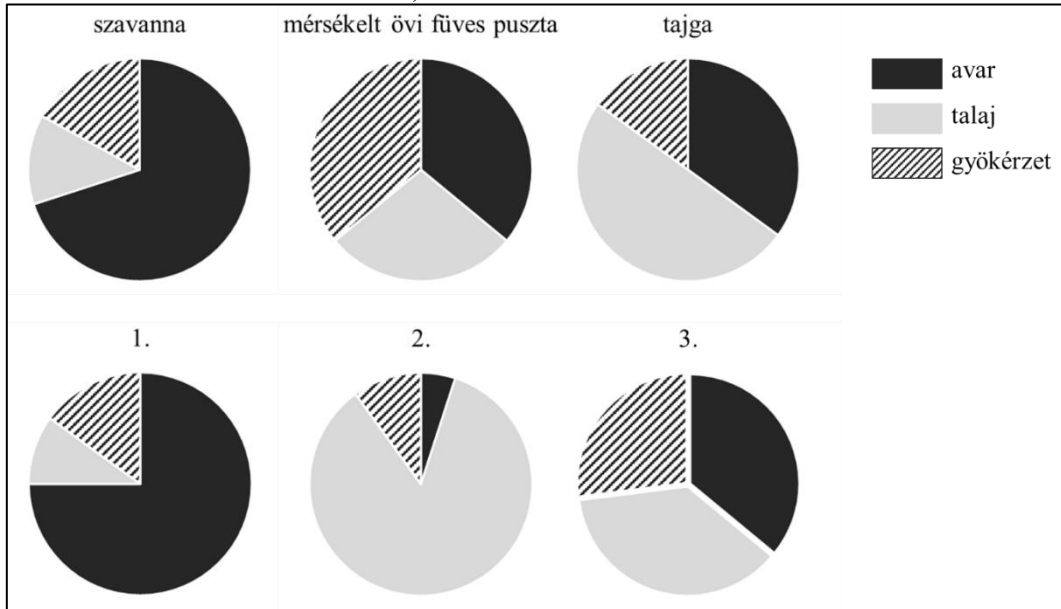 szavanna
mérsékelt övi füves puszta
tajga
avar
talaj
gyökérzet
1.
2.
3.